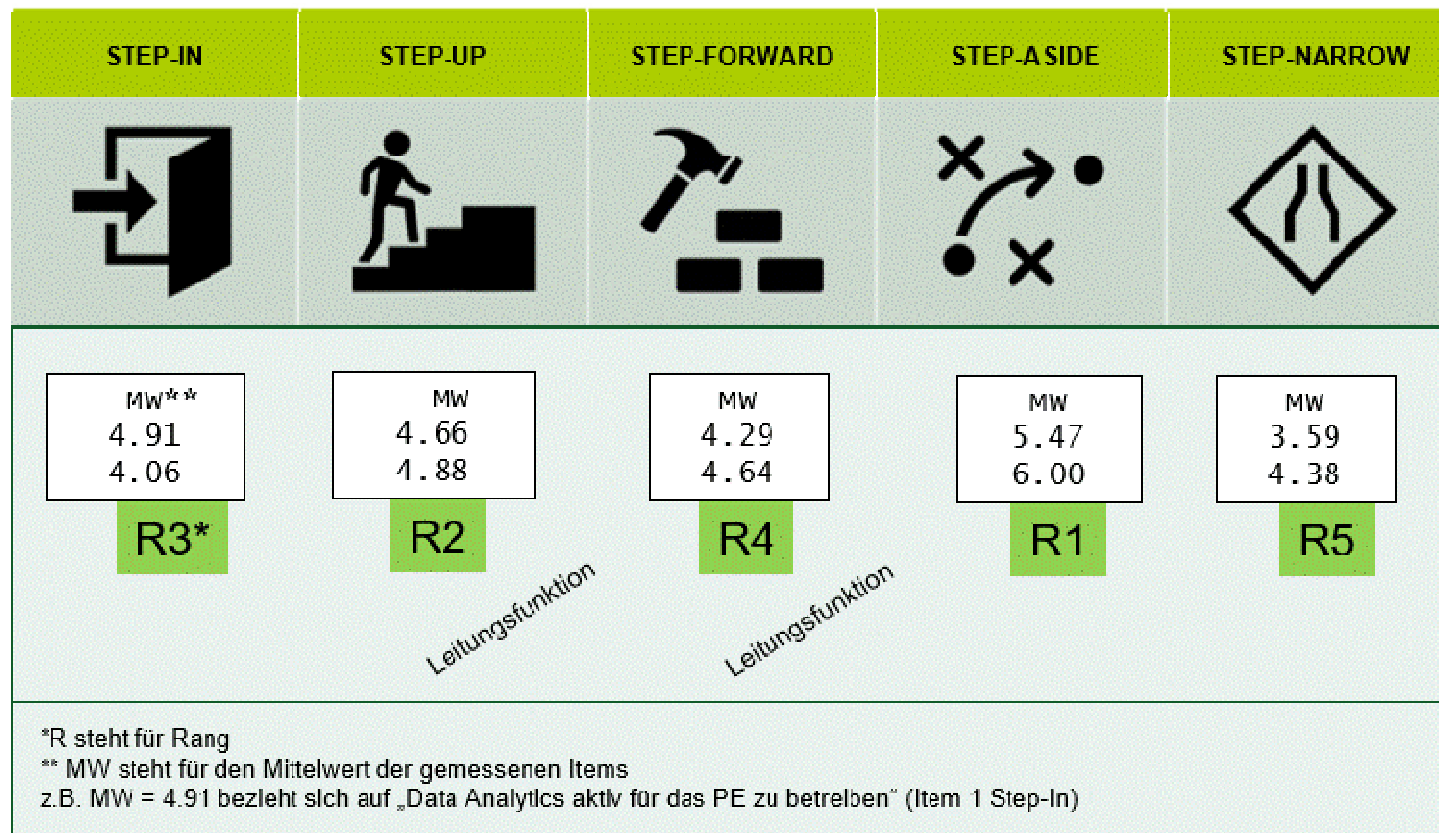 STEP-IN STEP-UP STEP-FORWARD STEP-ASIDE STEP-NARROW
MW** MW MW MW MW
4.91 4.66 4.29 5.47 3.59
4.06 4.88 4.64 6.00 4.38
R3* R2 R4 R1 R5
Leitungsfunktion Leitungsfunktion
*R steht für Rang
** MW steht für den Mittelwert der gemessenen Items
z.B. MW = 4.91 bezieht sich auf „Data Analytics aktiv für das PE zu betreiben“ (Item 1 Step-In)